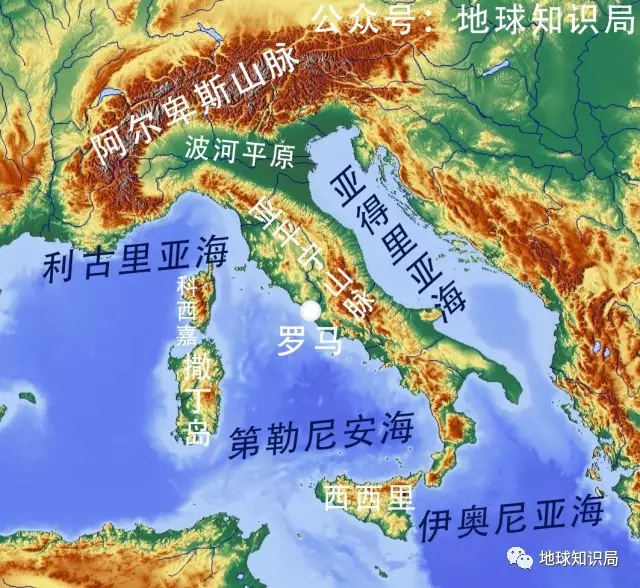 公众号：地球知识局
阿尔卑斯山脉
波河平原
亚得里亚海
亚平宁山脉
利古里亚海
科西嘉
罗马
撒丁岛
第勒尼安海
西西里
伊奥尼亚海
地球知识局